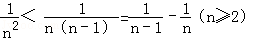 1/n² < 1/n（n−1） = 1/n−1 − 1/n （n≥2）